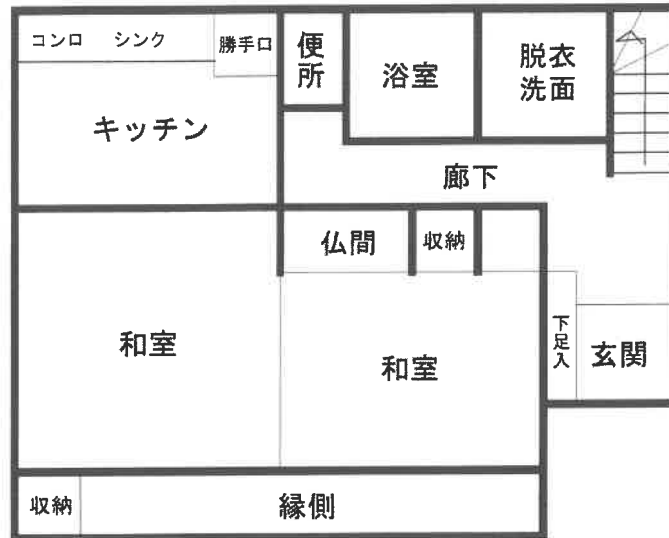 コンロ シンク
勝手口
便所
浴室
脱衣
洗面
キッチン
廊下
仏間
収納
和室
和室
下足入
玄関
収納
縁側